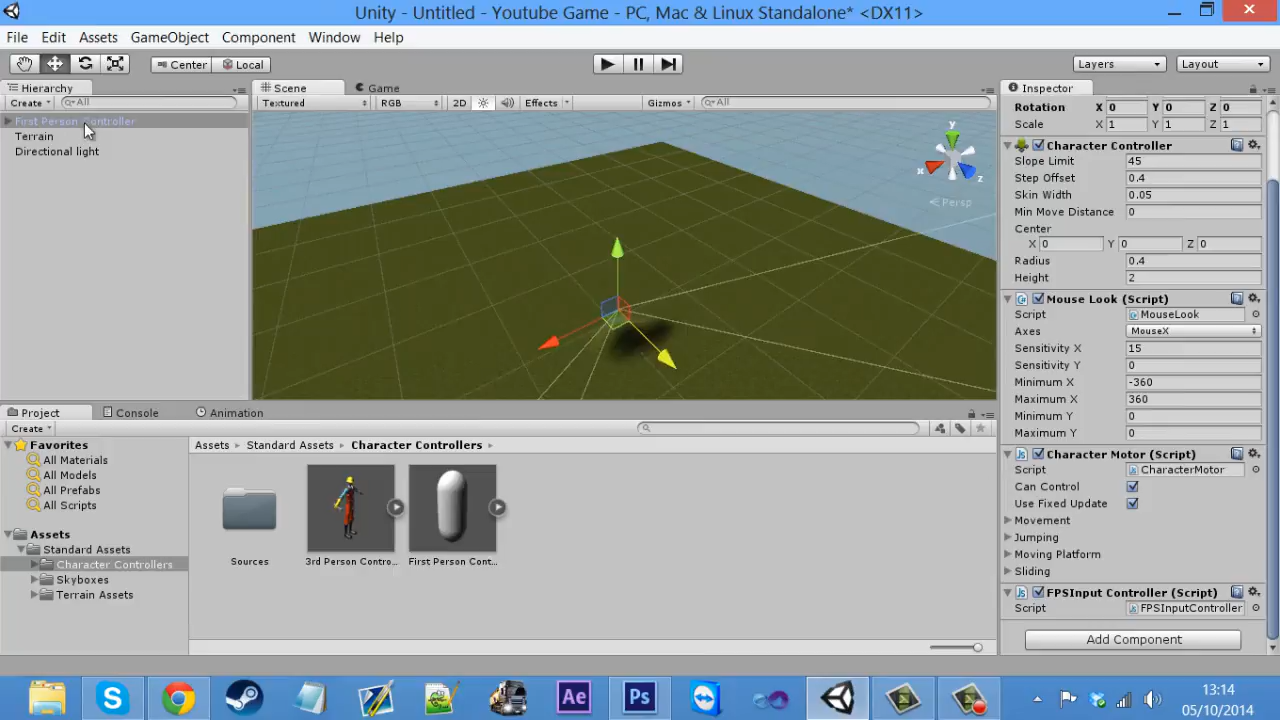 Unity - Untitled - Youtube Game - PC, Mac & Linux Standalone* <DX11>
File Edit Assets GameObject Component Window Help
Center Local Layers Layout
Hierarchy
Create All
First Person Controller
Terrain
Directional light
Scene Game
Textured RGB 2D Effects Gizmos All
y
x
z
Persp
Inspector
Rotation X 0 Y 0 Z 0
Scale X 1 Y 1 Z 1
Character Controller
Slope Limit 45
Step Offset 0.4
Skin Width 0.05
Min Move Distance 0
Center
X 0 Y 0 Z 0
Radius 0.4
Height 2
Mouse Look (Script)
Script MouseLook
Axes MouseX
Sensitivity X 15
Sensitivity Y 0
Minimum X -360
Maximum X 360
Minimum Y 0
Maximum Y 0
Character Motor (Script)
Script CharacterMotor
Can Control
Use Fixed Update
Movement
Jumping
Moving Platform
Sliding
FPSInput Controller (Script)
Script FPSInputController
Add Component
Project Console Animation
Create
Favorites
All Materials
All Models
All Prefabs
All Scripts
Assets
Standard Assets
Character Controllers
Skyboxes
Terrain Assets
Assets Standard Assets Character Controllers
Sources 3rd Person Contro... First Person Cont...
Ae Ps
13:14
05/10/2014